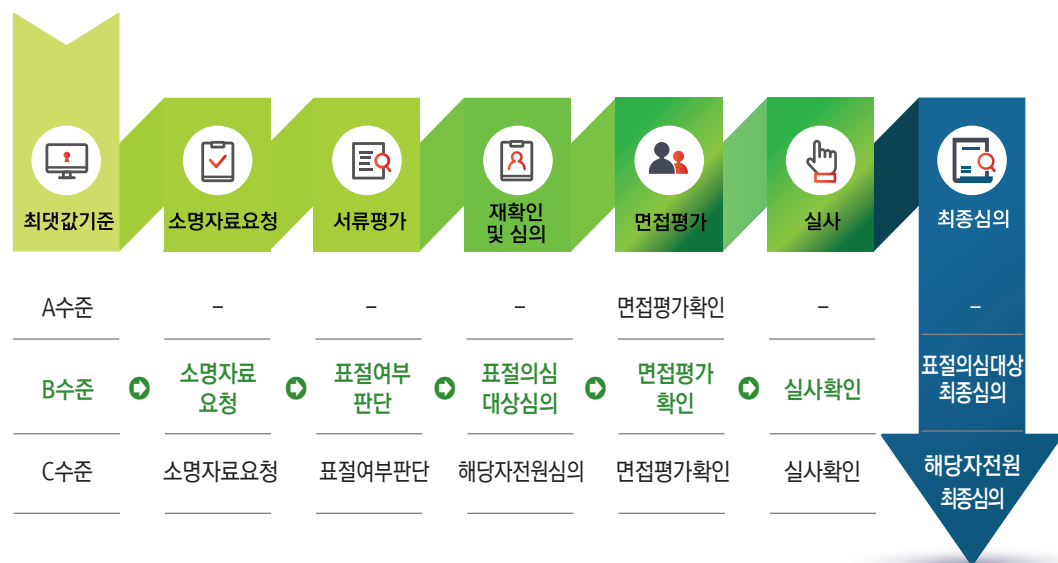 최댓값기준
소명자료요청
서류평가
재확인
및 심의
면접평가
실사
최종심의
A수준
–
–
–
면접평가확인
–
–
B수준
소명자료
요청
표절여부
판단
표절의심
대상심의
면접평가
확인
실사확인
표절의심대상
최종심의
C수준
소명자료요청
표절여부판단
해당자전원심의
면접평가확인
실사확인
해당자전원
최종심의